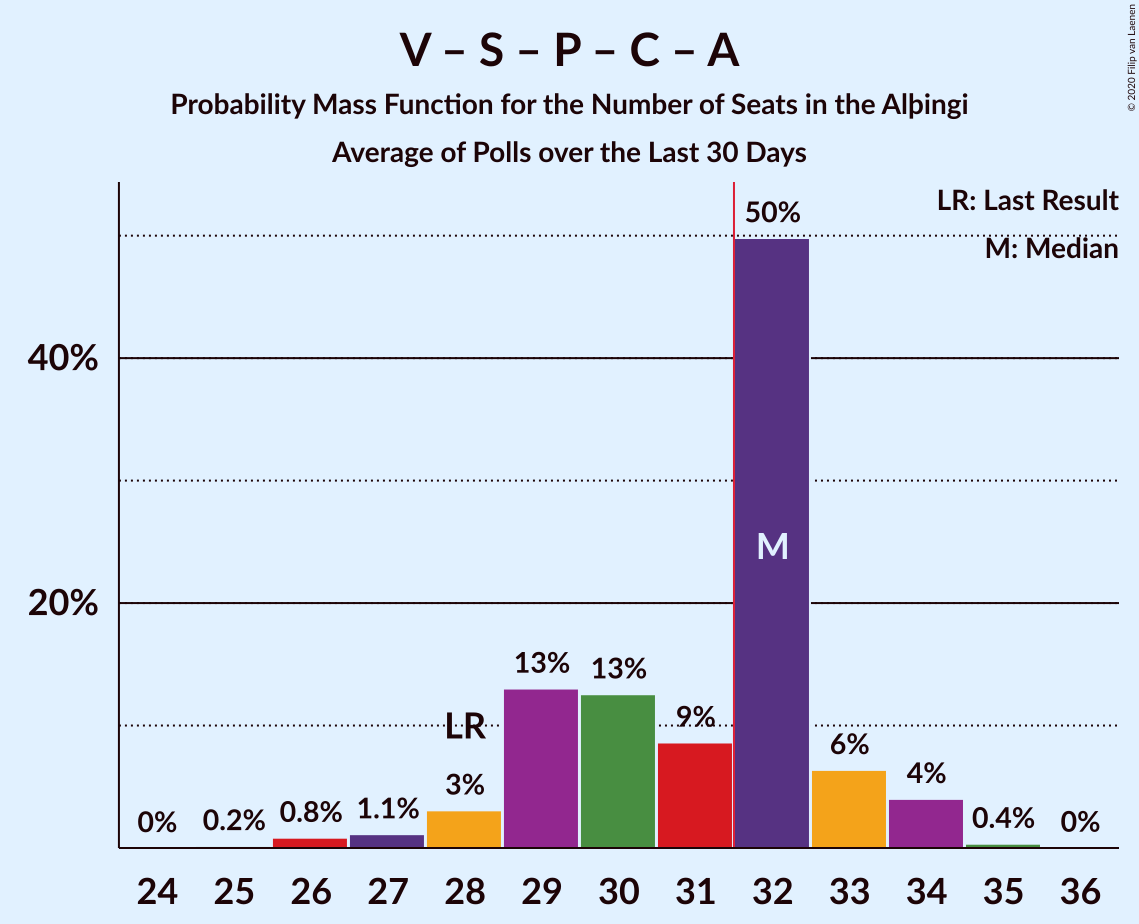 V – S – P – C – A
Probability Mass Function for the Number of Seats in the Alþingi
Average of Polls over the Last 30 Days
© 2020 Filip van Laenen
LR: Last Result
M: Median
50%
40%
20%
M
LR
0%
0.2%
0.8%
1.1%
3%
13%
13%
9%
6%
4%
0.4%
0%
24 25 26 27 28 29 30 31 32 33 34 35 36